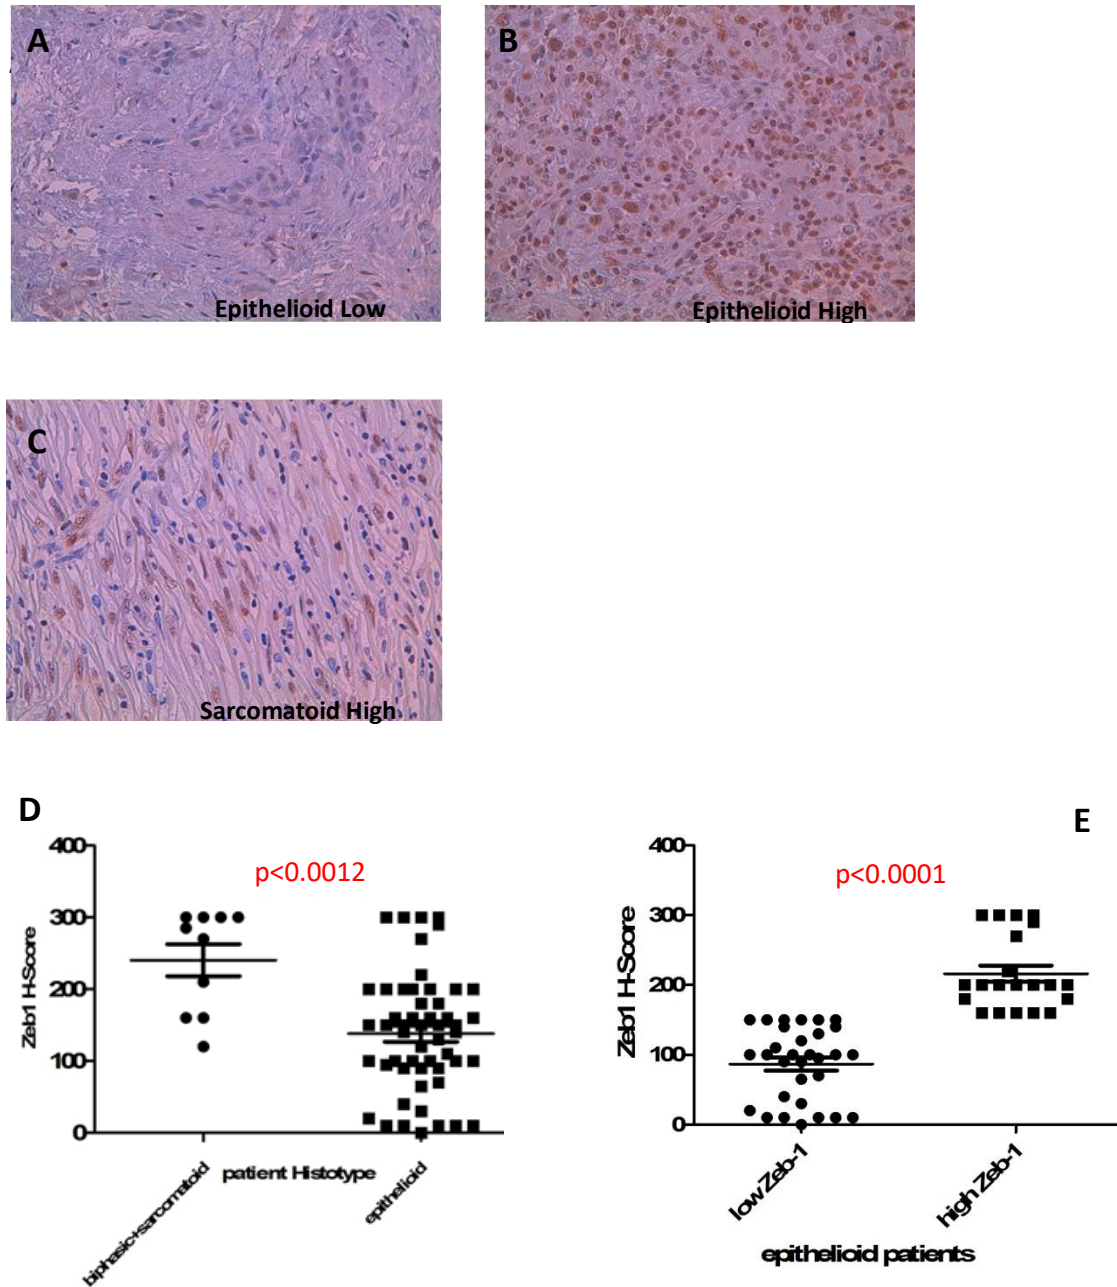 A
Epithelioid Low
B
Epithelioid High
C
Sarcomatoid High
D
400
300
200
100
0
Zeb1 H-Score
p<0.0012
biphasic+sarcomatoid
patient Histotype
epithelioid
E
400
300
200
100
0
Zeb1 H-Score
p<0.0001
low Zeb-1
high Zeb-1
epithelioid patients